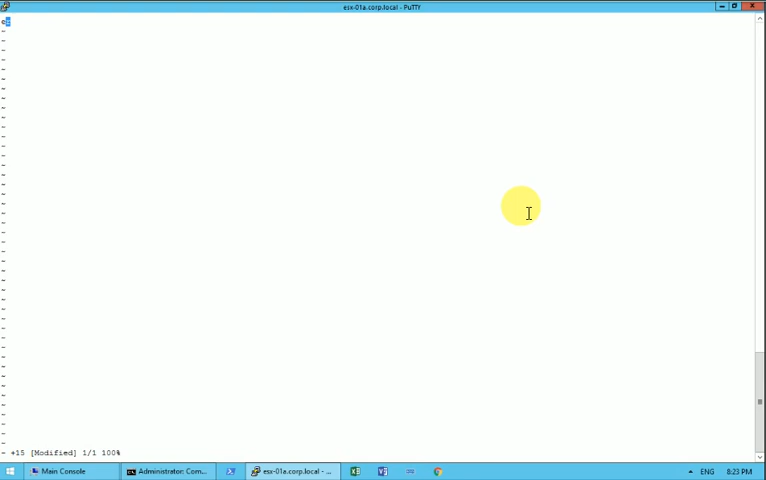 esx-01a.corp.local - PuTTY
- +15 [Modified] 1/1 100%
Main Console
Administrator: Com...
esx-01a.corp.local - ...
ENG
8:23 PM